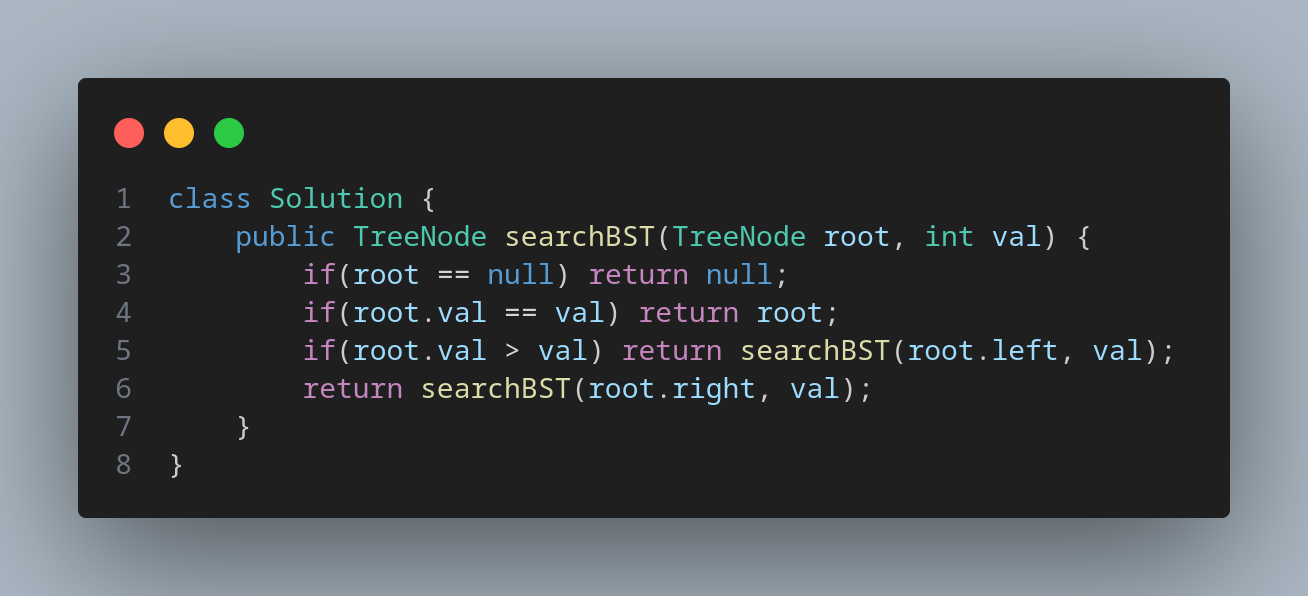 1 class Solution {
2     public TreeNode searchBST(TreeNode root, int val) {
3         if(root == null) return null;
4         if(root.val == val) return root;
5         if(root.val > val) return searchBST(root.left, val);
6         return searchBST(root.right, val);
7     }
8 }